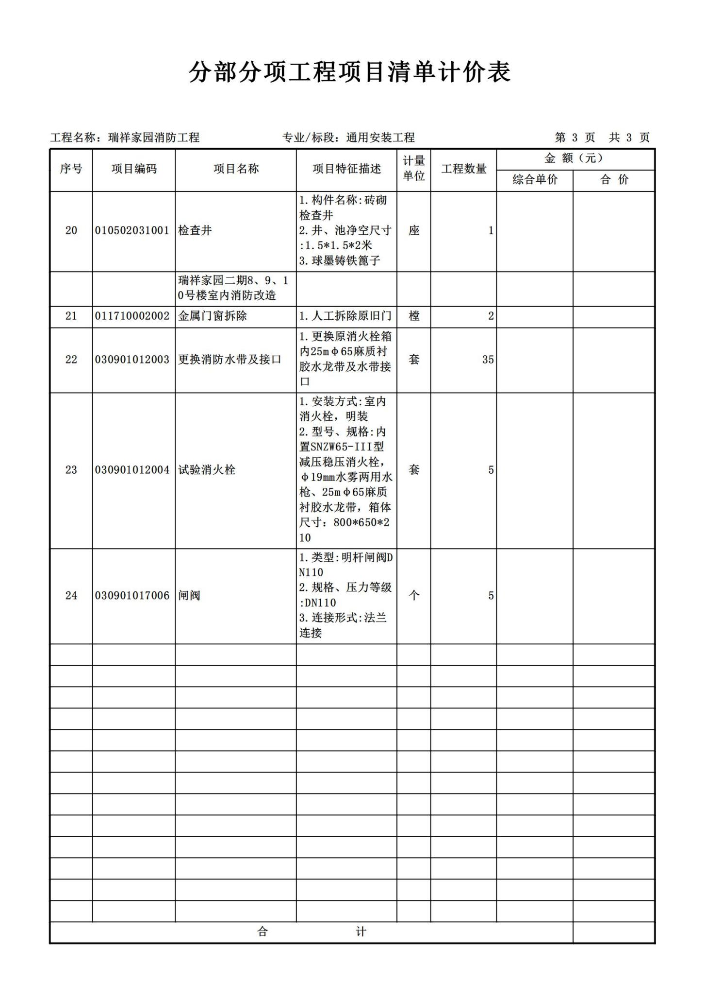 分部分项工程项目清单计价表
工程名称：瑞祥家园消防工程 专业/标段：通用安装工程 第 3 页 共 3 页
序号 项目编码 项目名称 项目特征描述 计量单位 工程数量 金 额（元）
综合单价 合 价
20 010502031001 检查井 1.构件名称:砖砌
检查井
2.井、池净空尺寸
:1.5*1.5*2米
3.球墨铸铁篦子 座 1
瑞祥家园二期8、9、1
0号楼室内消防改造
21 011710002002 金属门窗拆除 1.人工拆除原旧门 樘 2
22 030901012003 更换消防水带及接口 1.更换原消火栓箱
内25mφ65麻质衬
胶水龙带及水带接
口 套 35
23 030901012004 试验消火栓 1.安装方式:室内
消火栓，明装
2.型号、规格:内
置SNZW65-III型
减压稳压消火栓，
φ19mm水雾两用水
枪、25mφ65麻质
衬胶水龙带，箱体
尺寸：800*650*2
10 套 5
24 030901017006 闸阀 1.类型:明杆闸阀D
N110
2.规格、压力等级
:DN110
3.连接形式:法兰
连接 个 5
合 计